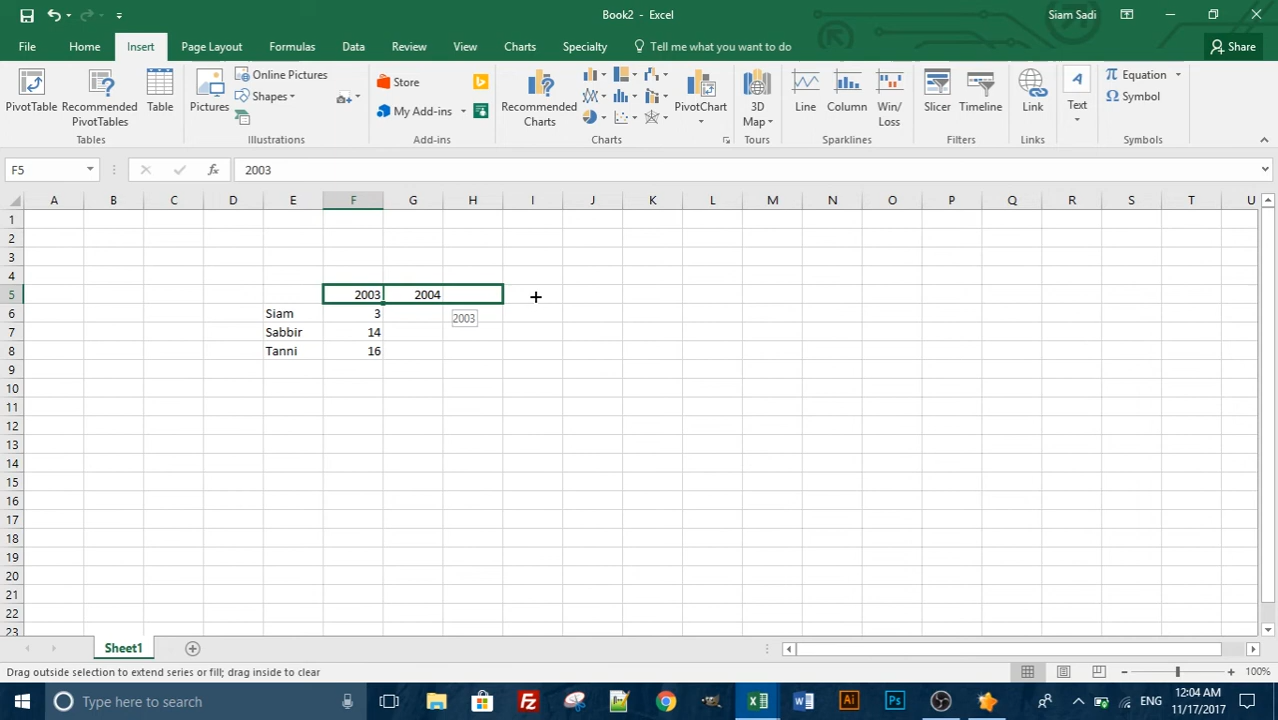 Book2 - Excel
Siam Sadi
File Home Insert Page Layout Formulas Data Review View Charts Specialty Tell me what you want to do Share
PivotTable
Recommended
PivotTables
Table
Tables
Pictures
Online Pictures
Shapes
Illustrations
Store
My Add-ins
Add-ins
Recommended
Charts
PivotChart
Charts
3D
Map
Tours
Line
Column
Win/
Loss
Sparklines
Slicer
Timeline
Filters
Link
Links
A
Text
Equation
Symbol
Symbols
F5
fx
2003
A B C D E F G H I J K L M N O P Q R S T U
1
2
3
4
5 2003 2004
6 Siam 3
2003
7 Sabbir 14
8 Tanni 16
9
10
11
12
13
14
15
16
17
18
19
20
21
22
23
Sheet1
Drag outside selection to extend series or fill; drag inside to clear
100%
Type here to search
ENG
12:04 AM
11/17/2017